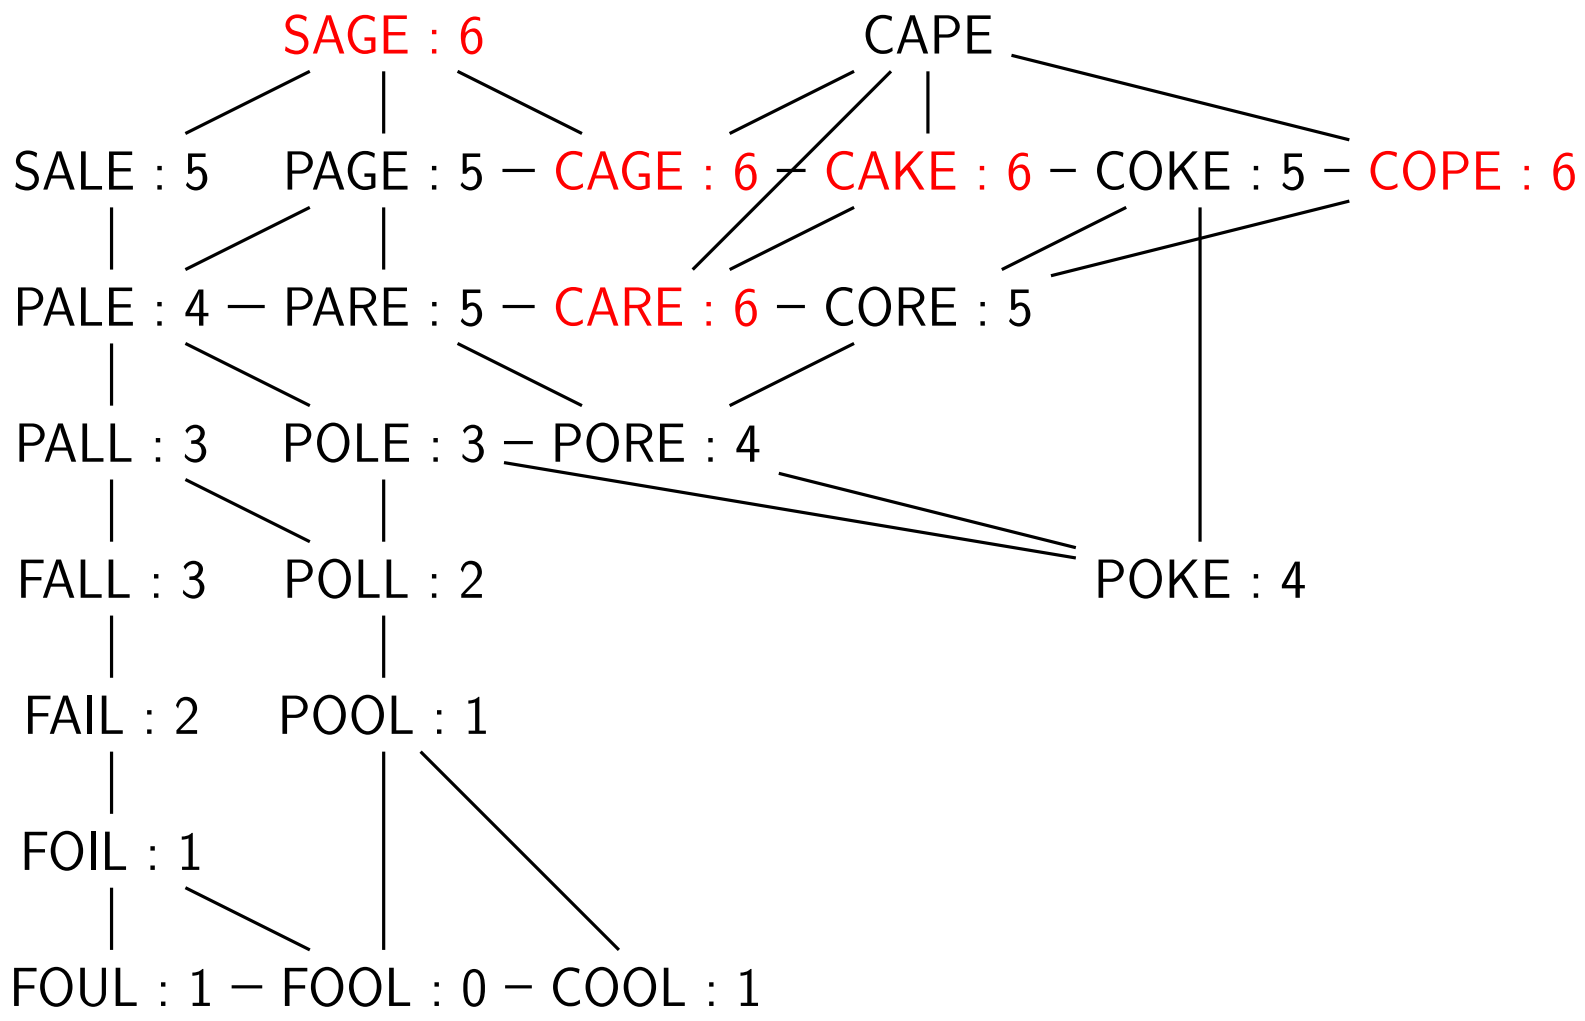 SAGE : 6 CAPE
SALE : 5 PAGE : 5 CAGE : 6 CAKE : 6 COKE : 5 COPE : 6
PALE : 4 PARE : 5 CARE : 6 CORE : 5
PALL : 3 POLE : 3 PORE : 4
FALL : 3 POLL : 2 POKE : 4
FAIL : 2 POOL : 1
FOIL : 1
FOUL : 1 FOOL : 0 COOL : 1